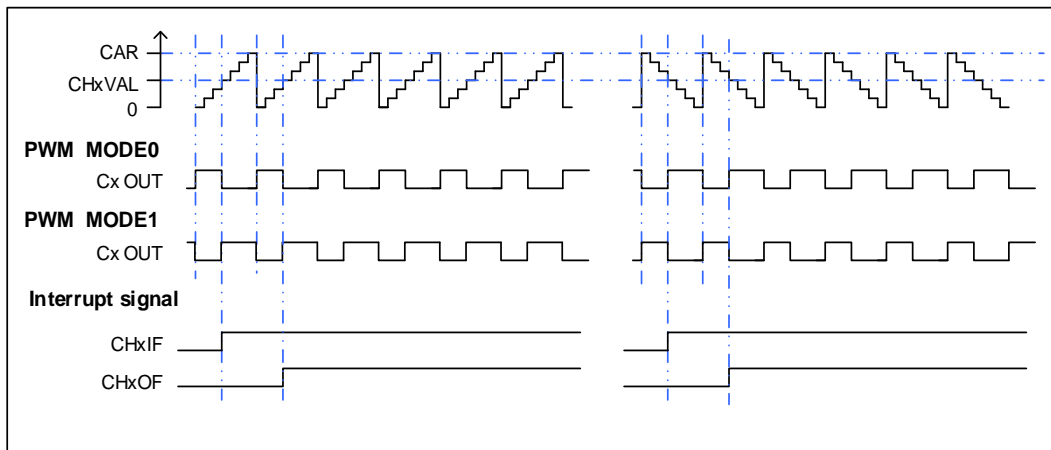 CAR
CHxVAL
0
PWM MODE0
Cx OUT
PWM MODE1
Cx OUT
Interrupt signal
CHxIF
CHxOF